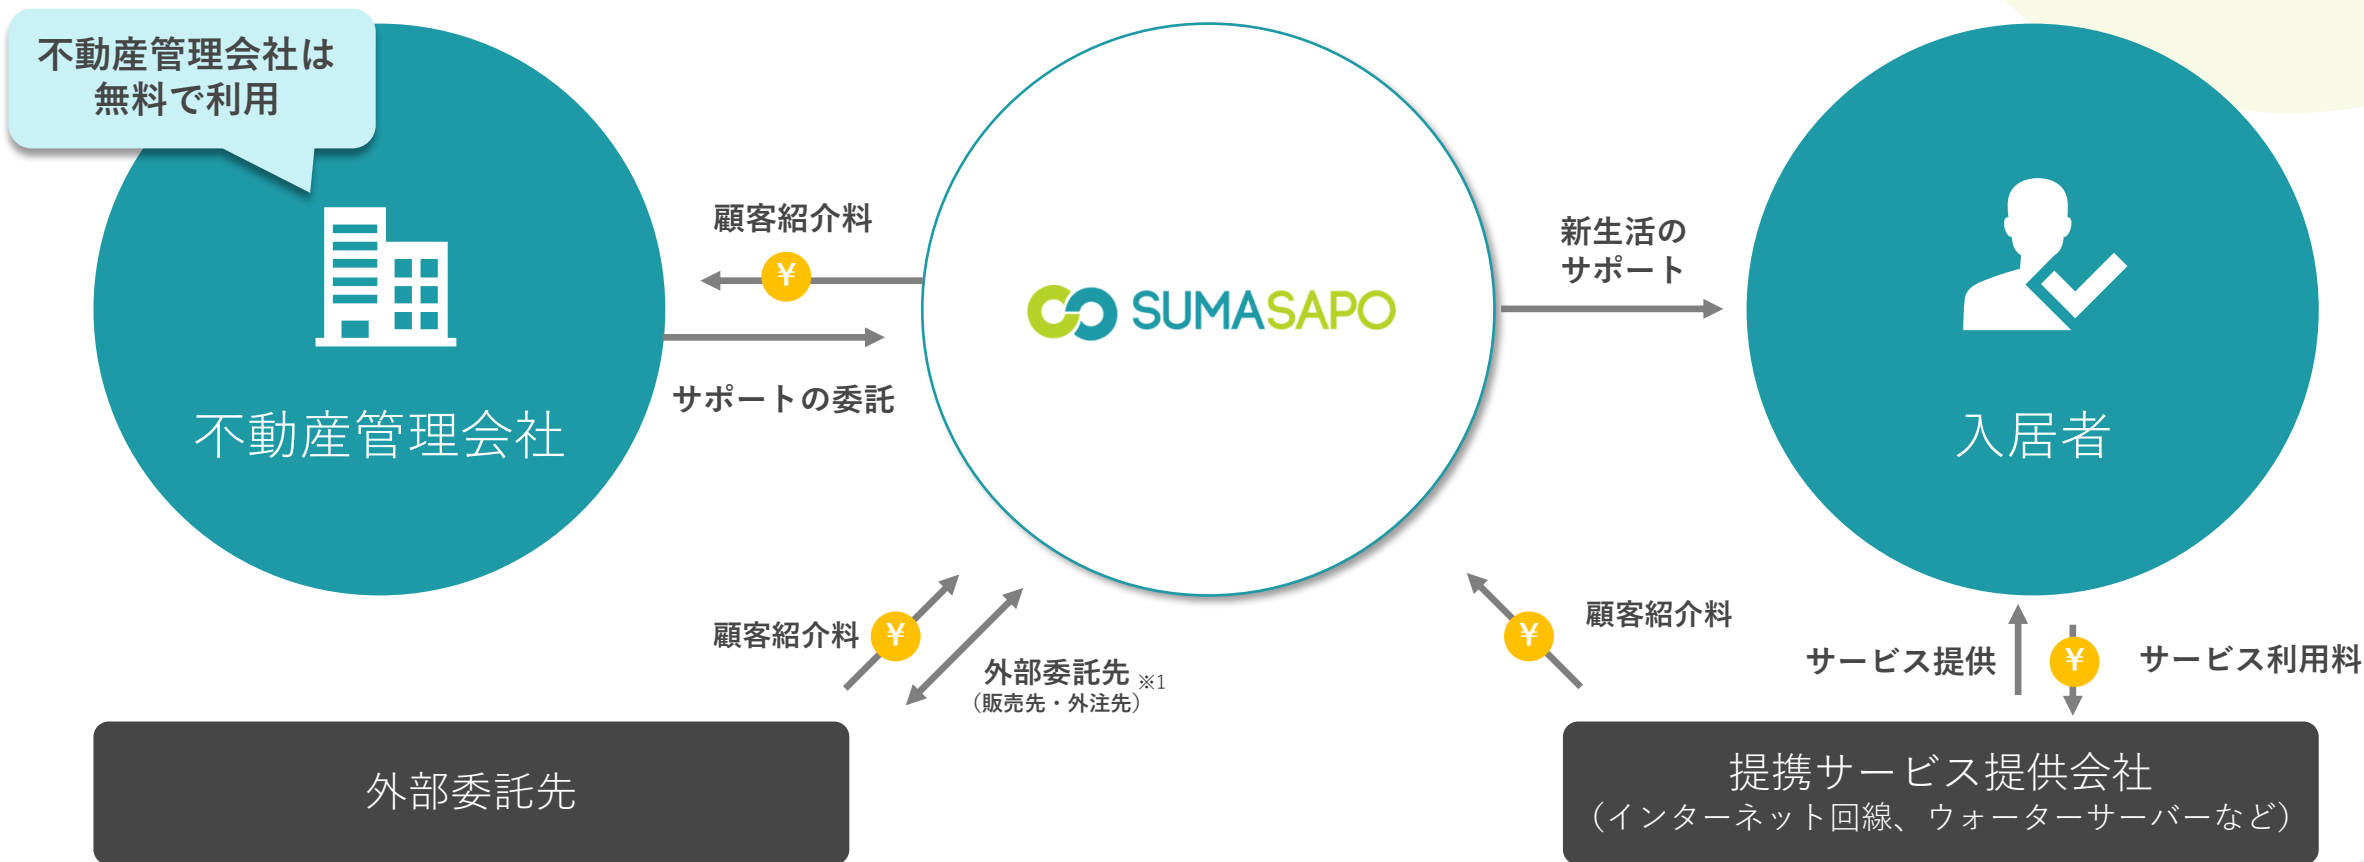 不動産管理会社は
無料で利用
不動産管理会社
顧客紹介料
¥
サポートの委託
SUMASAPO
新生活の
サポート
入居者
顧客紹介料
¥
外部委託先 ※1
（販売先・外注先）
¥
顧客紹介料
サービス提供
¥
サービス利用料
外部委託先
提携サービス提供会社
（インターネット回線、ウォーターサーバーなど）